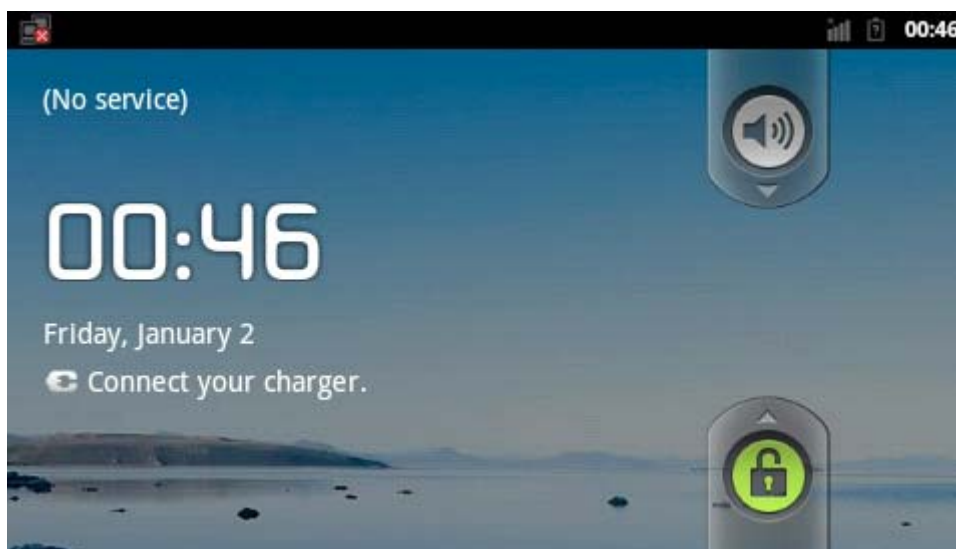 00:46
(No service)
00:46
Friday, January 2
Connect your charger.